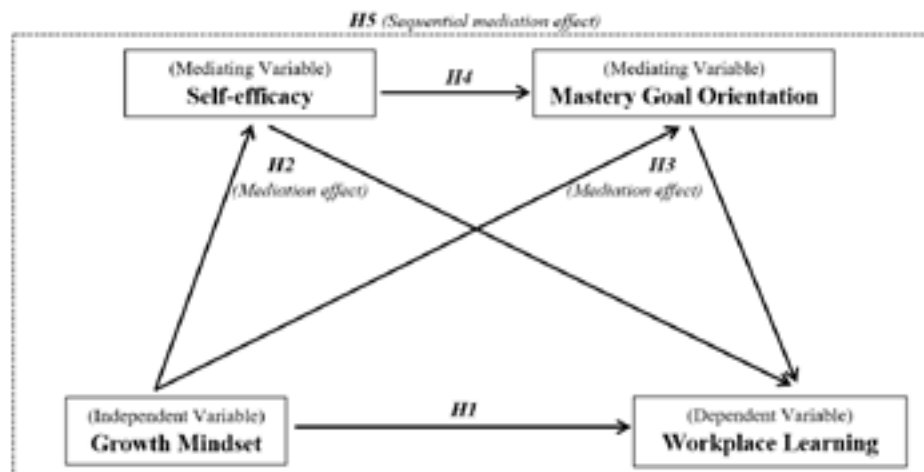 H5 (Sequential mediation effect)
(Mediating Variable)
Self-efficacy
H4
(Mediating Variable)
Mastery Goal Orientation
H2
(Mediation effect)
H3
(Mediation effect)
(Independent Variable)
Growth Mindset
H1
(Dependent Variable)
Workplace Learning